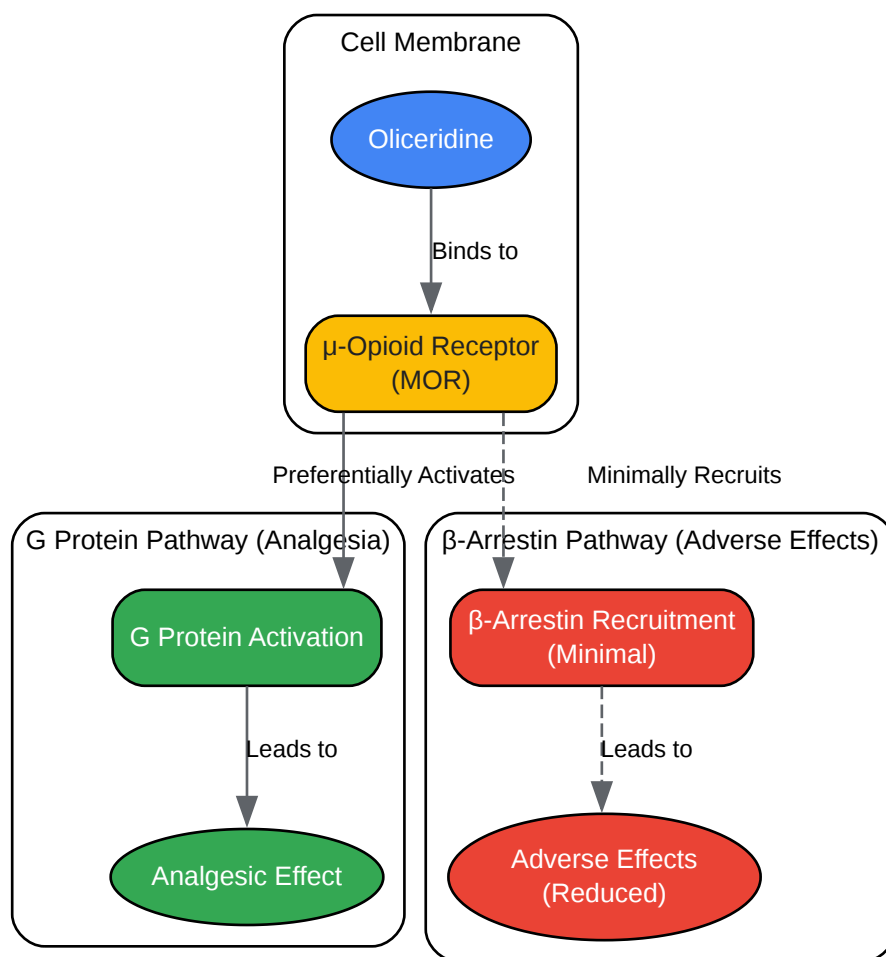 Cell Membrane
Oliceridine
Binds to
μ-Opioid Receptor
(MOR)
Preferentially Activates
Minimally Recruits
G Protein Pathway (Analgesia)
β-Arrestin Pathway (Adverse Effects)
G Protein Activation
β-Arrestin Recruitment
(Minimal)
Leads to
Leads to
Analgesic Effect
Adverse Effects
(Reduced)